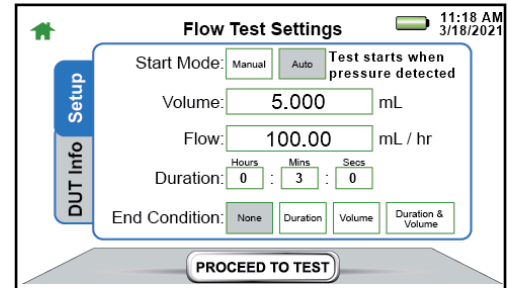 Flow Test Settings
11:18 AM
3/18/2021
Setup
DUT Info
Start Mode: Manual Auto Test starts when
pressure detected
Volume: 5.000 mL
Flow: 100.00 mL / hr
Hours Mins Secs
Duration: 0 : 3 : 0
End Condition: None Duration Volume Duration &
Volume
PROCEED TO TEST